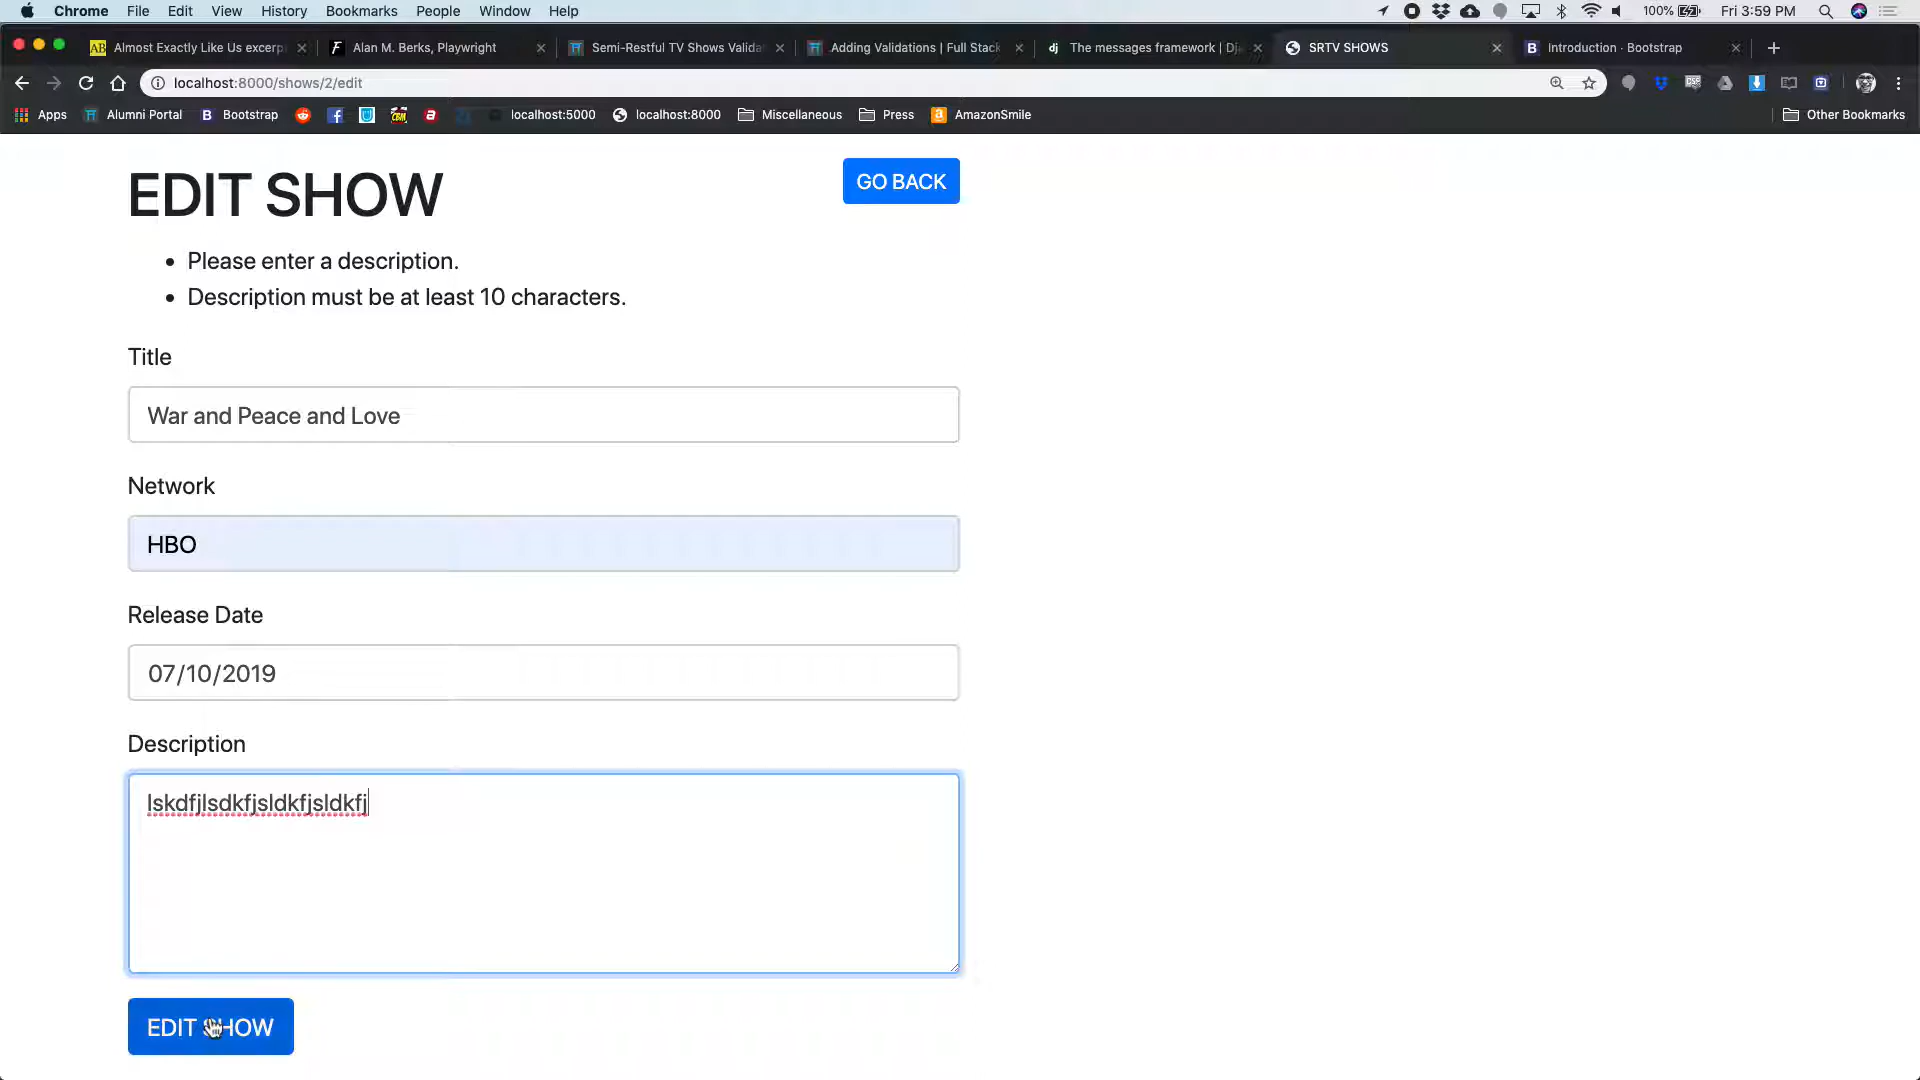 Chrome File Edit View History Bookmarks People Window Help 100% Fri 3:59 PM
AB Almost Exactly Like Us excerp F Alan M. Berks, Playwright Semi-Restful TV Shows Valida Adding Validations | Full Stack dj The messages framework | Dj SRTV SHOWS B Introduction · Bootstrap
localhost:8000/shows/2/edit
Apps Alumni Portal B Bootstrap localhost:5000 localhost:8000 Miscellaneous Press AmazonSmile Other Bookmarks
EDIT SHOW
GO BACK
• Please enter a description.
• Description must be at least 10 characters.
Title
War and Peace and Love
Network
HBO
Release Date
07/10/2019
Description
lskdfjlsdkfjsldkfjsldkfj
EDIT SHOW